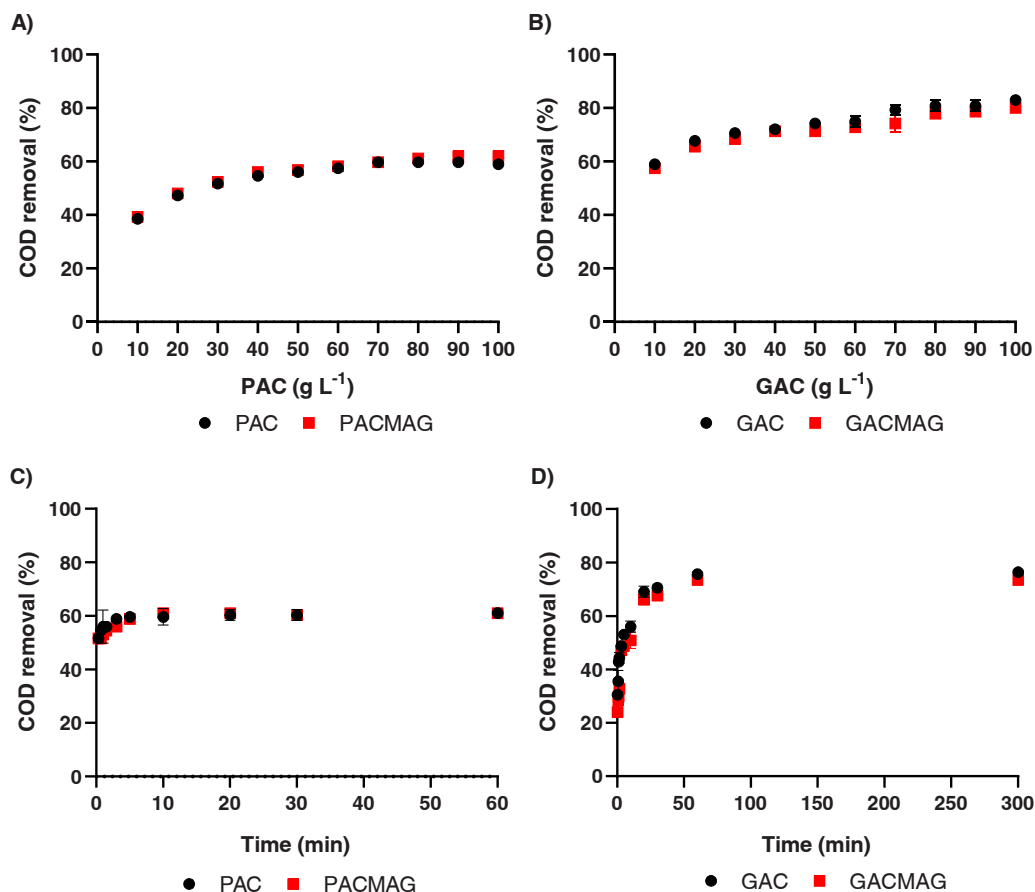 A)
COD removal (%)
100
80
60
40
20
0
0 10 20 30 40 50 60 70 80 90 100
PAC (g L⁻¹)
PAC PACMAG
B)
COD removal (%)
100
80
60
40
20
0
0 10 20 30 40 50 60 70 80 90 100
GAC (g L⁻¹)
GAC GACMAG
C)
COD removal (%)
100
80
60
40
20
0
0 10 20 30 40 50 60
Time (min)
PAC PACMAG
D)
COD removal (%)
100
80
60
40
20
0
0 50 100 150 200 250 300
Time (min)
GAC GACMAG